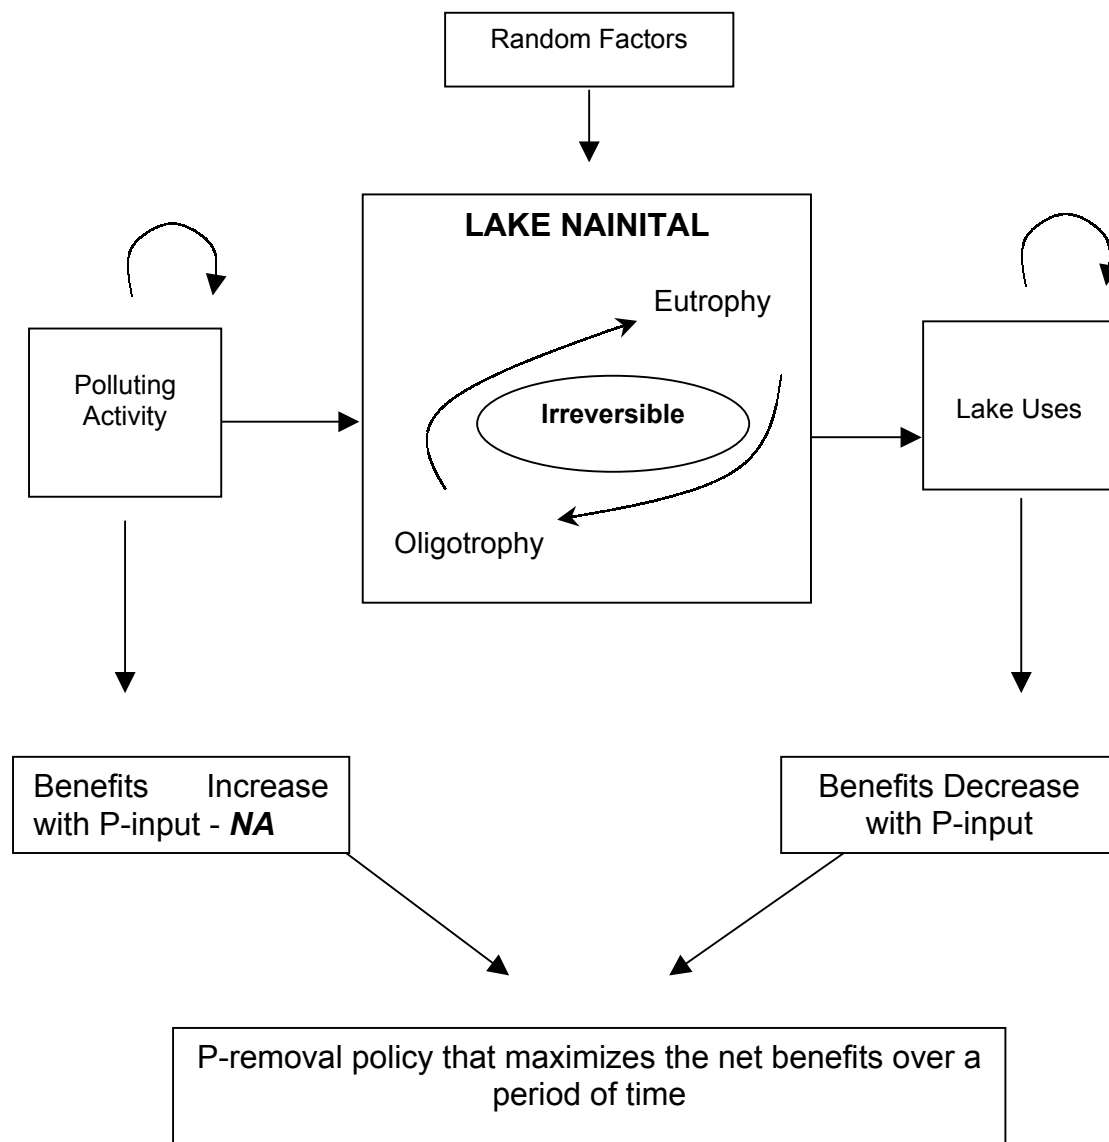 Random Factors
LAKE NAINITAL
Eutrophy
Polluting
Activity
Irreversible
Lake Uses
Oligotrophy
Benefits Increase
with P-input - NA
Benefits Decrease
with P-input
P-removal policy that maximizes the net benefits over a
period of time